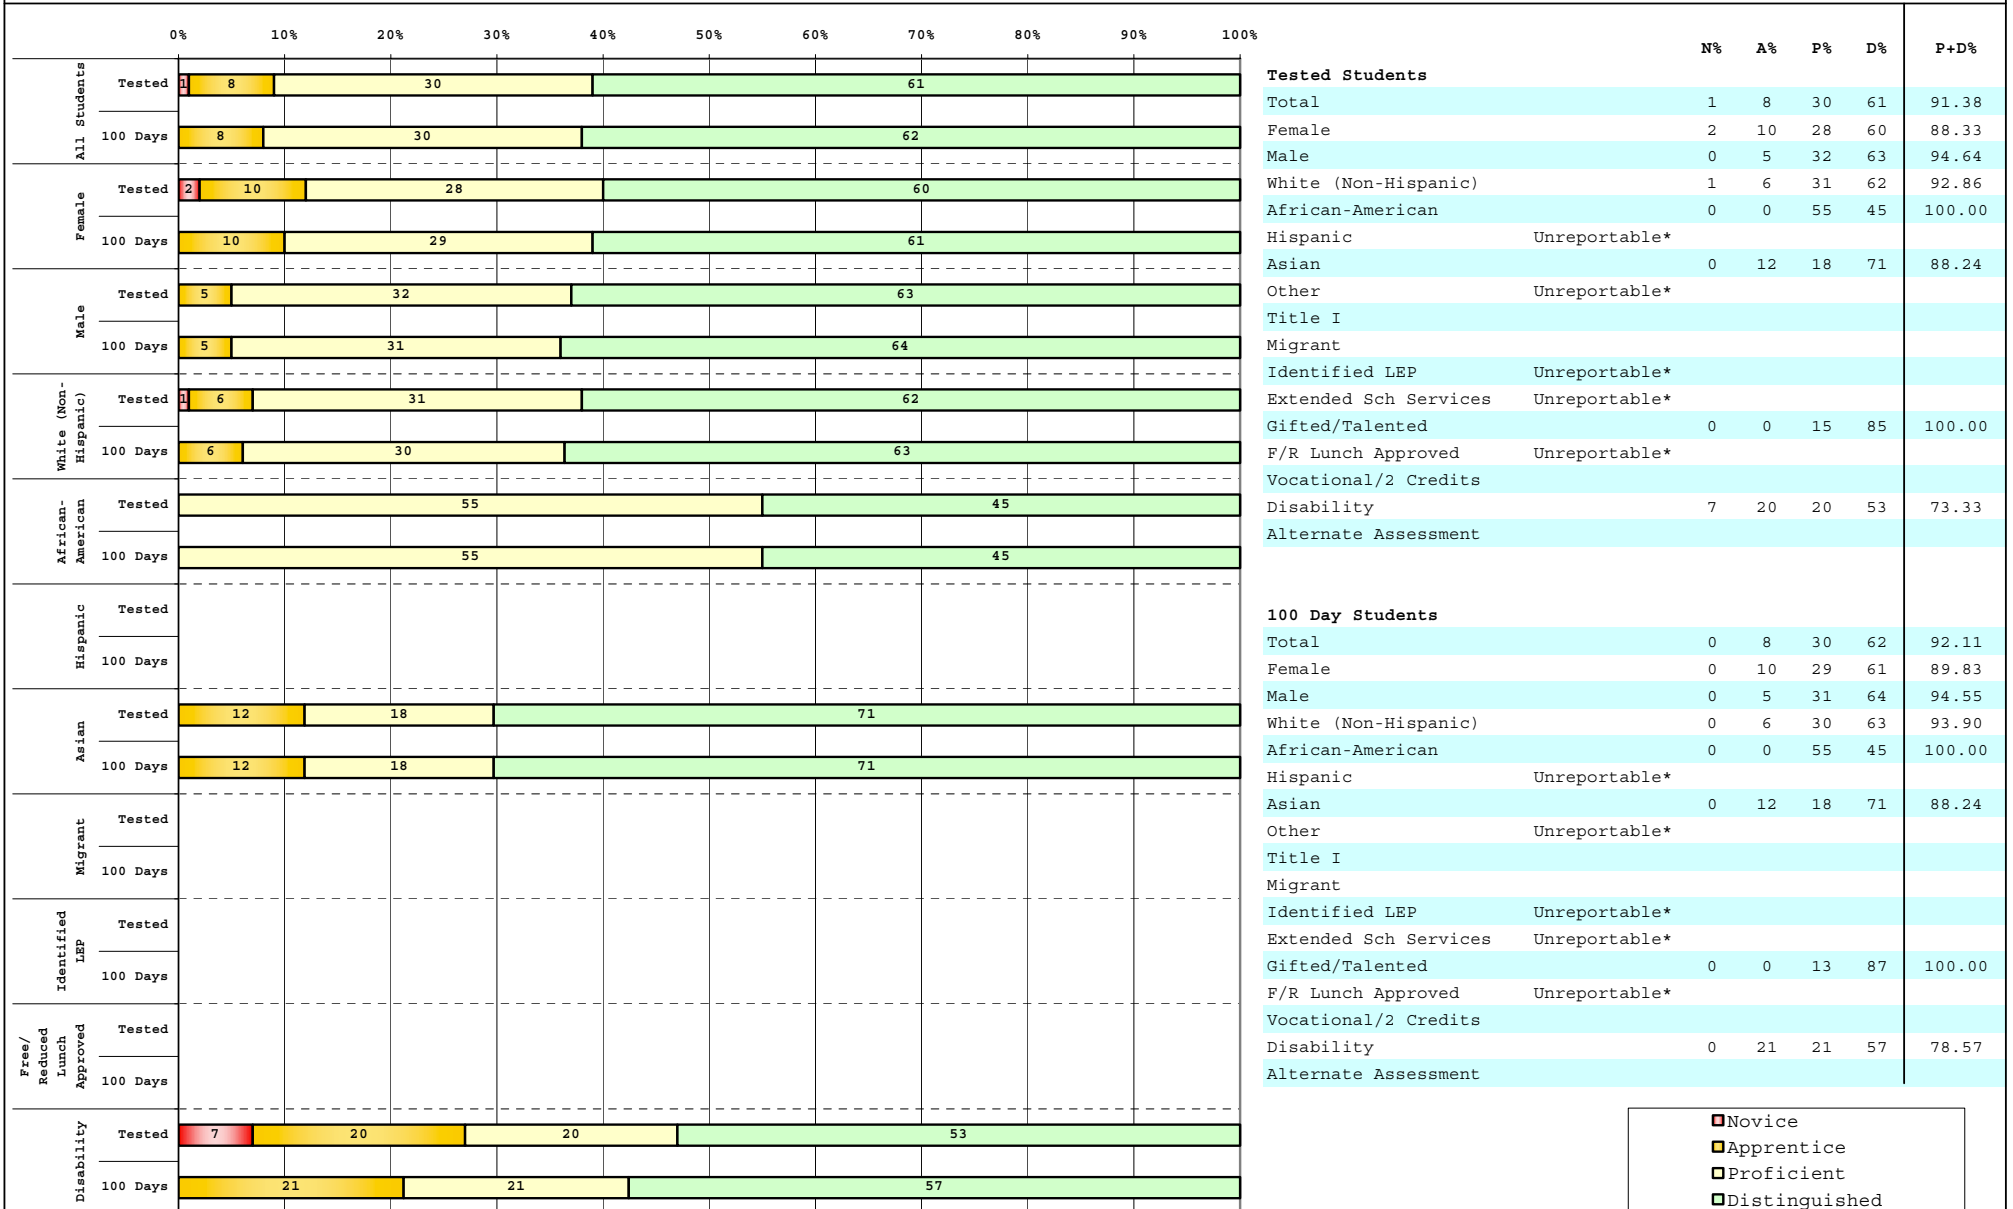 0% 10% 20% 30% 40% 50% 60% 70% 80% 90% 100%
All Students
Tested 1 8 30 61
100 Days 8 30 62
Female
Tested 2 10 28 60
100 Days 10 29 61
Male
Tested 5 32 63
100 Days 5 31 64
White (Non-
Hispanic)
Tested 1 6 31 62
100 Days 6 30 63
African-
American
Tested 55 45
100 Days 55 45
Hispanic
Tested
100 Days
Asian
Tested 12 18 71
100 Days 12 18 71
Migrant
Tested
100 Days
Identified
LEP
Tested
100 Days
Free/
Reduced
Lunch
Approved
Tested
100 Days
Disability
Tested 7 20 20 53
100 Days 21 21 57
N% A% P% D% P+D%
Tested Students
Total 1 8 30 61 91.38
Female 2 10 28 60 88.33
Male 0 5 32 63 94.64
White (Non-Hispanic) 1 6 31 62 92.86
African-American 0 0 55 45 100.00
Hispanic Unreportable*
Asian 0 12 18 71 88.24
Other Unreportable*
Title I
Migrant
Identified LEP Unreportable*
Extended Sch Services Unreportable*
Gifted/Talented 0 0 15 85 100.00
F/R Lunch Approved Unreportable*
Vocational/2 Credits
Disability 7 20 20 53 73.33
Alternate Assessment
100 Day Students
Total 0 8 30 62 92.11
Female 0 10 29 61 89.83
Male 0 5 31 64 94.55
White (Non-Hispanic) 0 6 30 63 93.90
African-American 0 0 55 45 100.00
Hispanic Unreportable*
Asian 0 12 18 71 88.24
Other Unreportable*
Title I
Migrant
Identified LEP Unreportable*
Extended Sch Services Unreportable*
Gifted/Talented 0 0 13 87 100.00
F/R Lunch Approved Unreportable*
Vocational/2 Credits
Disability 0 21 21 57 78.57
Alternate Assessment
Novice
Apprentice
Proficient
Distinguished